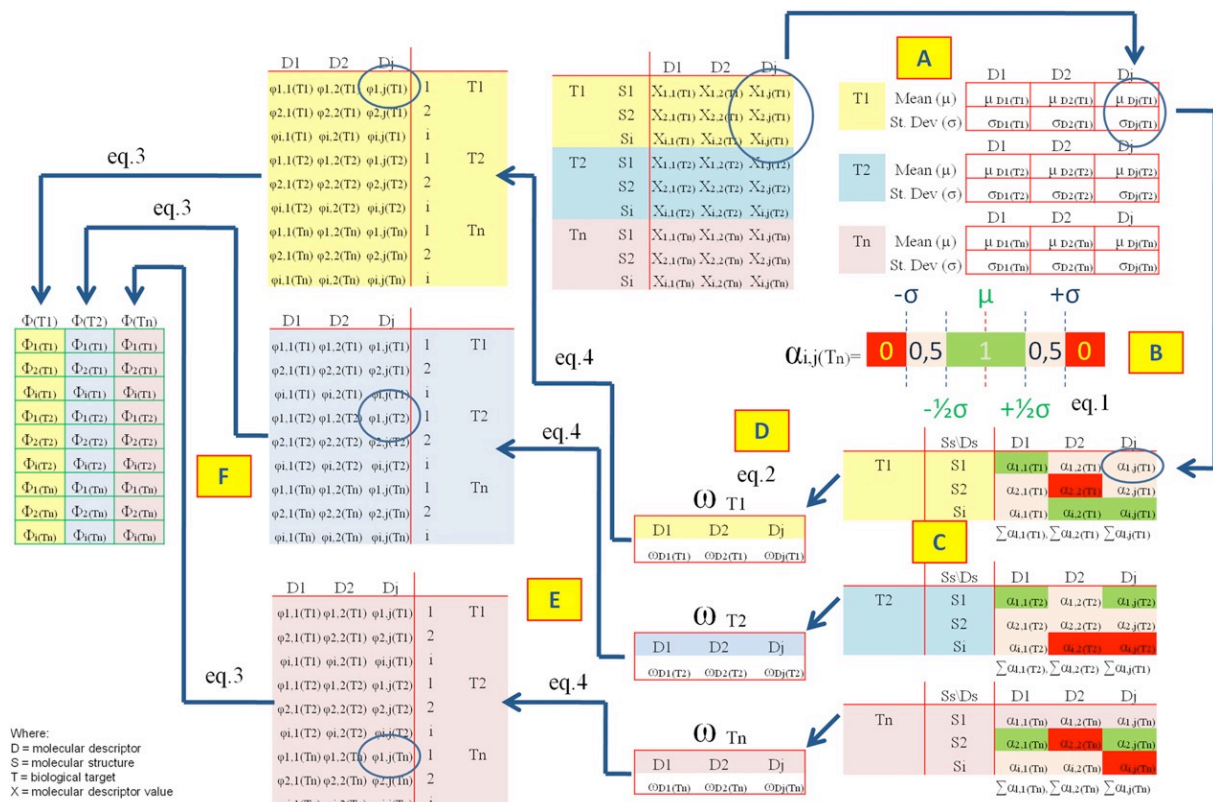 D1 D2 Dj
φ1,1(T1) φ1,2(T1) φ1,j(T1) 1 T1
φ2,1(T1) φ2,2(T1) φ2,j(T1) 2
φi,1(T1) φi,2(T1) φi,j(T1) i
φ1,1(T2) φ1,2(T2) φ1,j(T2) 1 T2
φ2,1(T2) φ2,2(T2) φ2,j(T2) 2
φi,1(T2) φi,2(T2) φi,j(T2) i
φ1,1(Tn) φ1,2(Tn) φ1,j(Tn) 1 Tn
φ2,1(Tn) φ2,2(Tn) φ2,j(Tn) 2
φi,1(Tn) φi,2(Tn) φi,j(Tn) i
D1 D2 Dj
T1 S1 X1,1(T1) X1,2(T1) X1,j(T1)
S2 X2,1(T1) X2,2(T1) X2,j(T1)
Si Xi,1(T1) Xi,2(T1) Xi,j(T1)
T2 S1 X1,1(T2) X1,2(T2) X1,j(T2)
S2 X2,1(T2) X2,2(T2) X2,j(T2)
Si Xi,1(T2) Xi,2(T2) Xi,j(T2)
Tn S1 X1,1(Tn) X1,2(Tn) X1,j(Tn)
S2 X2,1(Tn) X2,2(Tn) X2,j(Tn)
Si Xi,1(Tn) Xi,2(Tn) Xi,j(Tn)
A
D1 D2 Dj
T1 Mean (μ) μ D1(T1) μ D2(T1) μ Dj(T1)
St. Dev (σ) σD1(T1) σD2(T1) σDj(T1)
D1 D2 Dj
T2 Mean (μ) μ D1(T2) μ D2(T2) μ Dj(T2)
St. Dev (σ) σD1(T2) σD2(T2) σDj(T2)
D1 D2 Dj
Tn Mean (μ) μ D1(Tn) μ D2(Tn) μ Dj(Tn)
St. Dev (σ) σD1(Tn) σD2(Tn) σDj(Tn)
-σ μ +σ
αi,j(Tn)= 0 0,5 1 0,5 0
B
-½σ +½σ
eq.1
eq.3
eq.3
eq.3
eq.4
eq.4
eq.4
Φ(T1) Φ(T2) Φ(Tn)
Φ1(T1) Φ1(T1) Φ1(T1)
Φ2(T1) Φ2(T1) Φ2(T1)
Φi(T1) Φi(T1) Φi(T1)
Φ1(T2) Φ1(T2) Φ1(T2)
Φ2(T2) Φ2(T2) Φ2(T2)
Φi(T2) Φi(T2) Φi(T2)
Φ1(Tn) Φ1(Tn) Φ1(Tn)
Φ2(Tn) Φ2(Tn) Φ2(Tn)
Φi(Tn) Φi(Tn) Φi(Tn)
F
D1 D2 Dj
φ1,1(T1) φ1,2(T1) φ1,j(T1) 1 T1
φ2,1(T1) φ2,2(T1) φ2,j(T1) 2
φi,1(T1) φi,2(T1) φi,j(T1) i
φ1,1(T2) φ1,2(T2) φ1,j(T2) 1 T2
φ2,1(T2) φ2,2(T2) φ2,j(T2) 2
φi,1(T2) φi,2(T2) φi,j(T2) i
φ1,1(Tn) φ1,2(Tn) φ1,j(Tn) 1 Tn
φ2,1(Tn) φ2,2(Tn) φ2,j(Tn) 2
φi,1(Tn) φi,2(Tn) φi,j(Tn) i
D
eq.2
ω T1
D1 D2 Dj
ωD1(T1) ωD2(T1) ωDj(T1)
Ss\Ds D1 D2 Dj
T1 S1 α1,1(T1) α1,2(T1) α1,j(T1)
S2 α2,1(T1) α2,2(T1) α2,j(T1)
Si αi,1(T1) αi,2(T1) αi,j(T1)
∑αI,1(T1), ∑αI,2(T1) ∑αI,j(T1)
C
Ss\Ds D1 D2 Dj
T2 S1 α1,1(T2) α1,2(T2) α1,j(T2)
S2 α2,1(T2) α2,2(T2) α2,j(T2)
Si αi,1(T2) αi,2(T2) αi,j(T2)
∑αI,1(T2), ∑αI,2(T2) ∑αI,j(T1)
ω T2
D1 D2 Dj
ωD1(T2) ωD2(T2) ωDj(T2)
E
D1 D2 Dj
φ1,1(T1) φ1,2(T1) φ1,j(T1) 1 T1
φ2,1(T1) φ2,2(T1) φ2,j(T1) 2
φi,1(T1) φi,2(T1) φi,j(T1) i
φ1,1(T2) φ1,2(T2) φ1,j(T2) 1 T2
φ2,1(T2) φ2,2(T2) φ2,j(T2) 2
φi,1(T2) φi,2(T2) φi,j(T2) i
φ1,1(Tn) φ1,2(Tn) φ1,j(Tn) 1 Tn
φ2,1(Tn) φ2,2(Tn) φ2,j(Tn) 2
ω Tn
D1 D2 Dj
ωD1(Tn) ωD2(Tn) ωDj(Tn)
Ss\Ds D1 D2 Dj
Tn S1 α1,1(Tn) α1,2(Tn) α1,j(Tn)
S2 α2,1(Tn) α2,2(Tn) α2,j(Tn)
Si αi,1(Tn) αi,2(Tn) αi,j(Tn)
∑αI,1(Tn) ∑αI,2(Tn) ∑αI,j(Tn)
Where:
D = molecular descriptor
S = molecular structure
T = biological target
X = molecular descriptor value